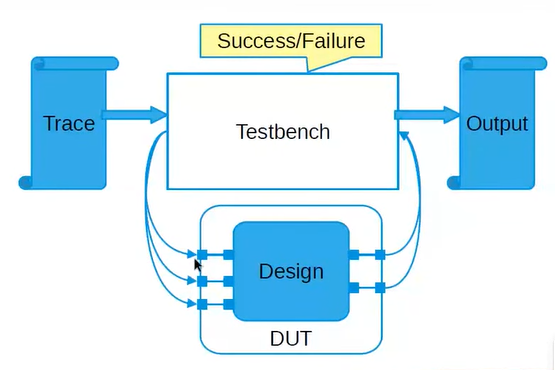 Success/Failure
Trace
Testbench
Output
Design
DUT